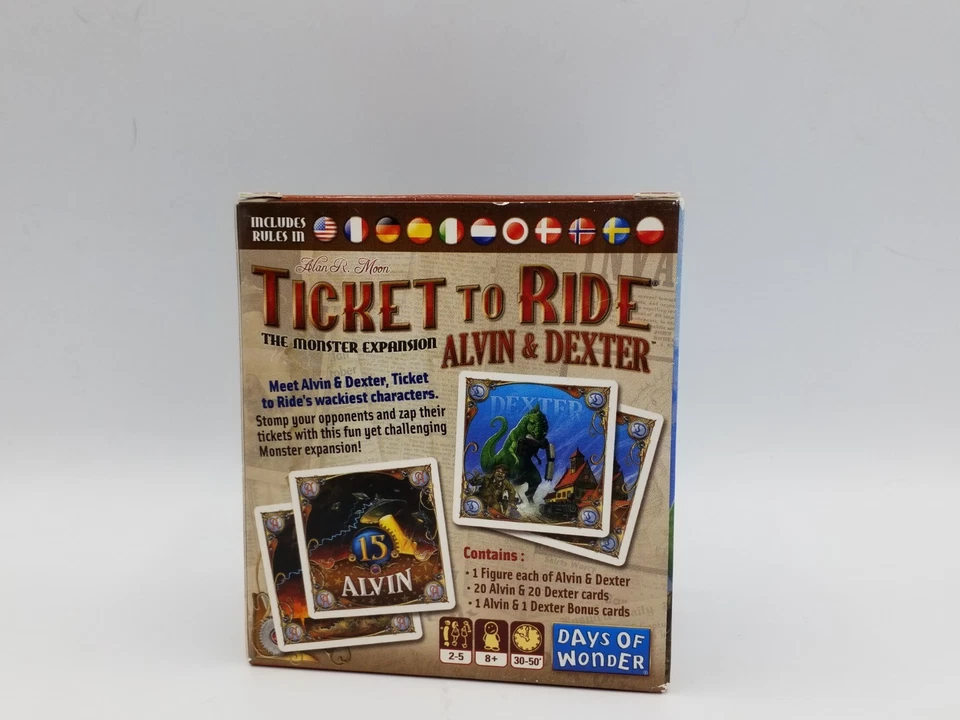 INCLUDES
RULES IN
Alan R. Moon
TICKET TO RIDE®
THE MONSTER EXPANSION
ALVIN & DEXTER™
Meet Alvin & Dexter, Ticket
to Ride's wackiest characters.
Stomp your opponents and zap their
tickets with this fun yet challenging
Monster expansion!
DEXTER
15
ALVIN
Contains :
• 1 Figure each of Alvin & Dexter
• 20 Alvin & 20 Dexter cards
• 1 Alvin & 1 Dexter Bonus cards
2-5
8+
30-50'
DAYS OF
WONDER
INVA